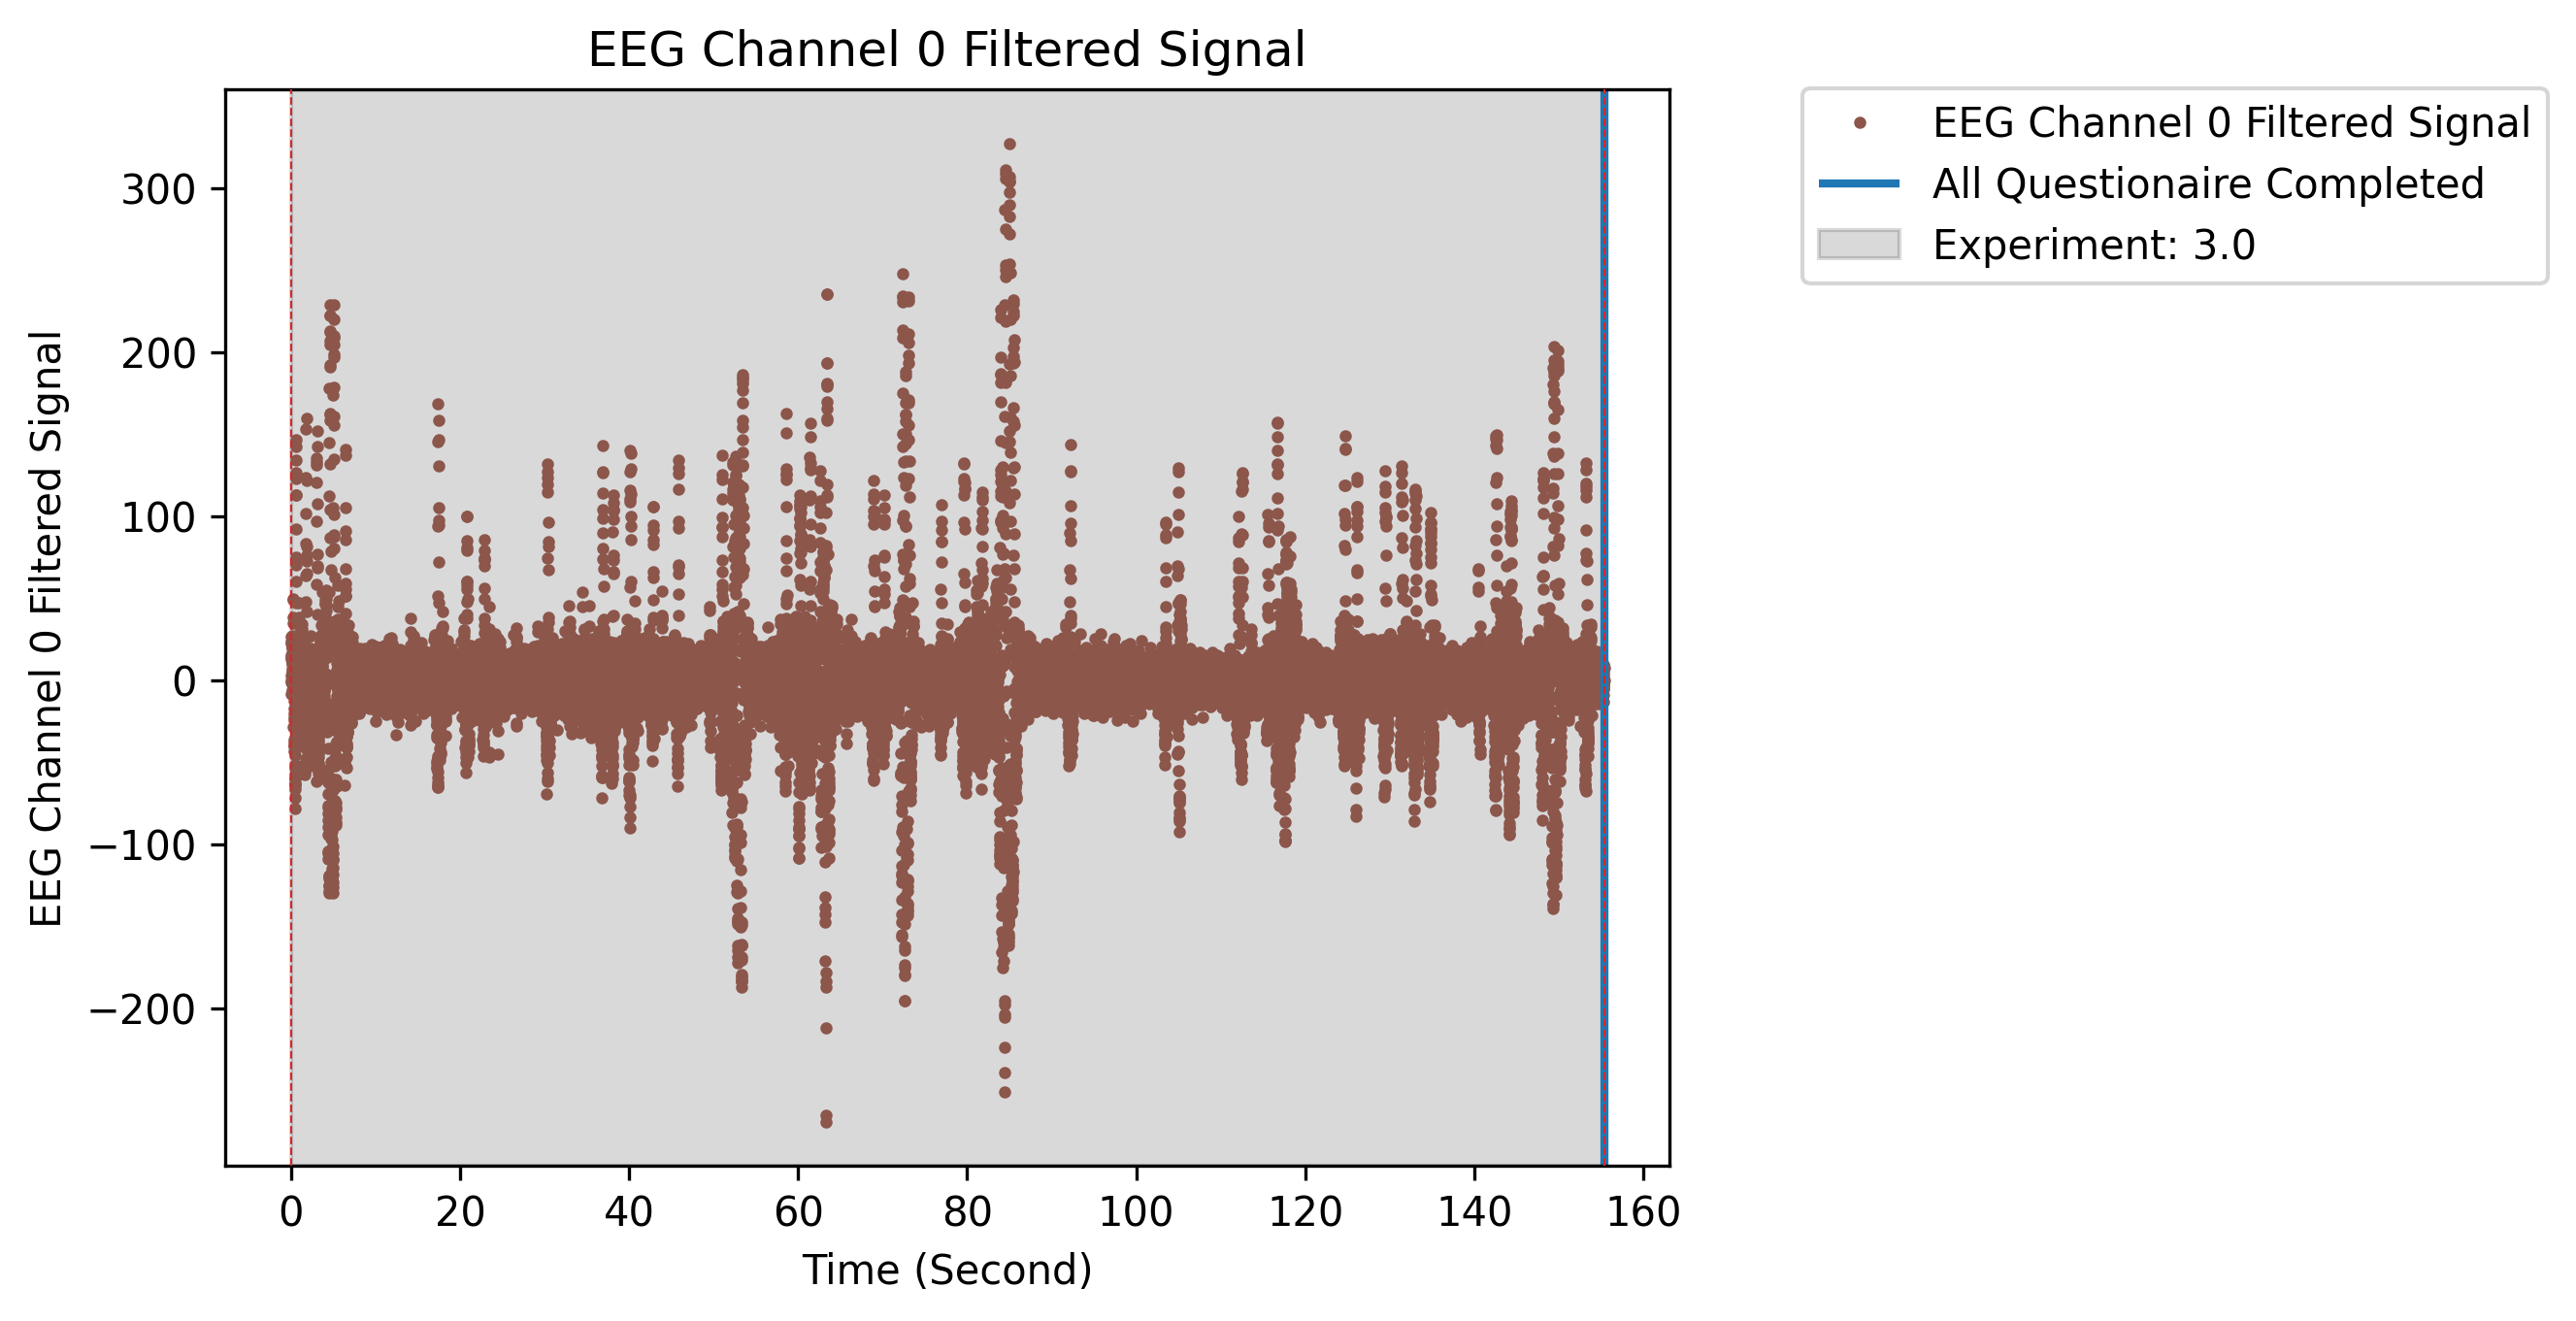 EEG Channel 0 Filtered Signal
EEG Channel 0 Filtered Signal
All Questionaire Completed
Experiment: 3.0
EEG Channel 0 Filtered Signal
300
200
100
0
−100
−200
0 20 40 60 80 100 120 140 160
Time (Second)